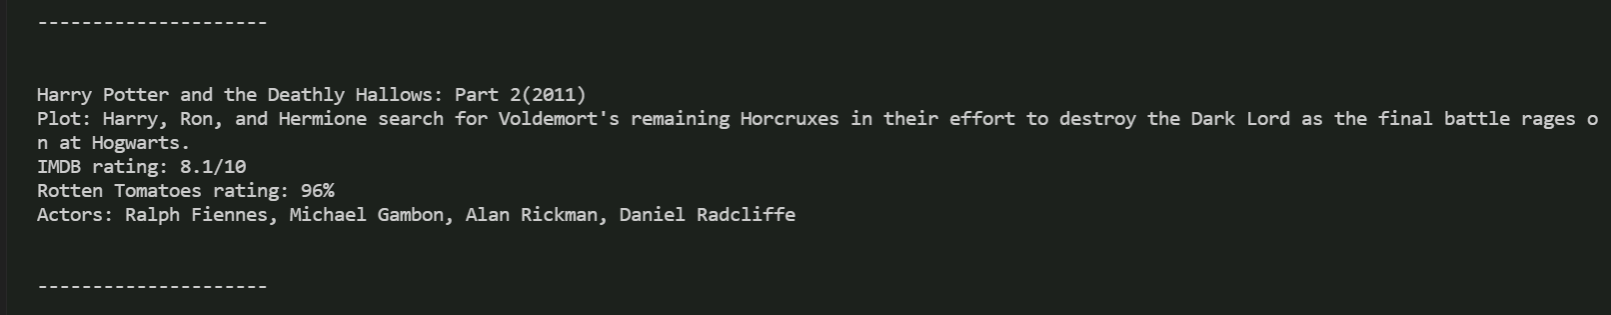 ---------------------
Harry Potter and the Deathly Hallows: Part 2(2011)
Plot: Harry, Ron, and Hermione search for Voldemort's remaining Horcruxes in their effort to destroy the Dark Lord as the final battle rages o
n at Hogwarts.
IMDB rating: 8.1/10
Rotten Tomatoes rating: 96%
Actors: Ralph Fiennes, Michael Gambon, Alan Rickman, Daniel Radcliffe
---------------------